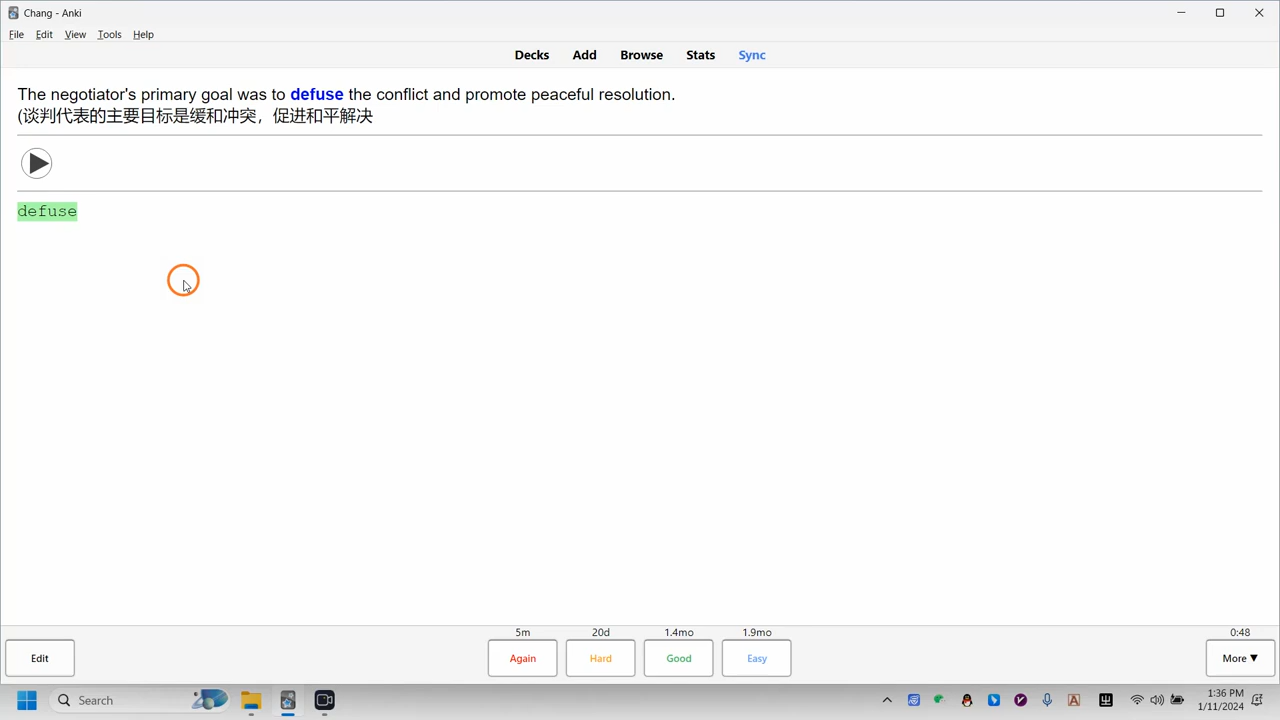 Chang - Anki
File Edit View Tools Help
Decks Add Browse Stats Sync
The negotiator's primary goal was to defuse the conflict and promote peaceful resolution.
(谈判代表的主要目标是缓和冲突，促进和平解决
defuse
5m 20d 1.4mo 1.9mo 0:48
Edit Again Hard Good Easy More ▼
Search
1:36 PM
1/11/2024